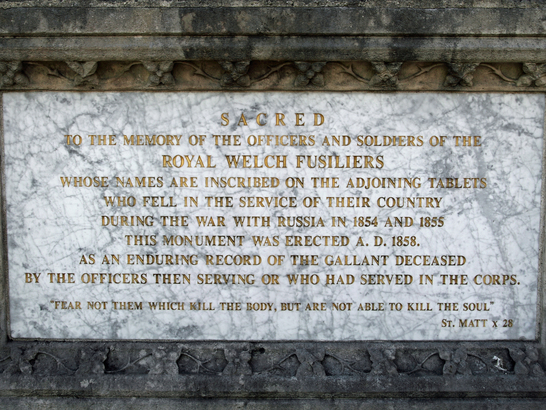 SACRED
TO THE MEMORY OF THE OFFICERS AND SOLDIERS OF THE
ROYAL WELCH FUSILIERS
WHOSE NAMES ARE INSCRIBED ON THE ADJOINING TABLETS
WHO FELL IN THE SERVICE OF THEIR COUNTRY
DURING THE WAR WITH RUSSIA IN 1854 AND 1855
THIS MONUMENT WAS ERECTED A. D. 1858.
AS AN ENDURING RECORD OF THE GALLANT DECEASED
BY THE OFFICERS THEN SERVING OR WHO HAD SERVED IN THE CORPS.
"FEAR NOT THEM WHICH KILL THE BODY, BUT ARE NOT ABLE TO KILL THE SOUL"
ST. MATT X 28